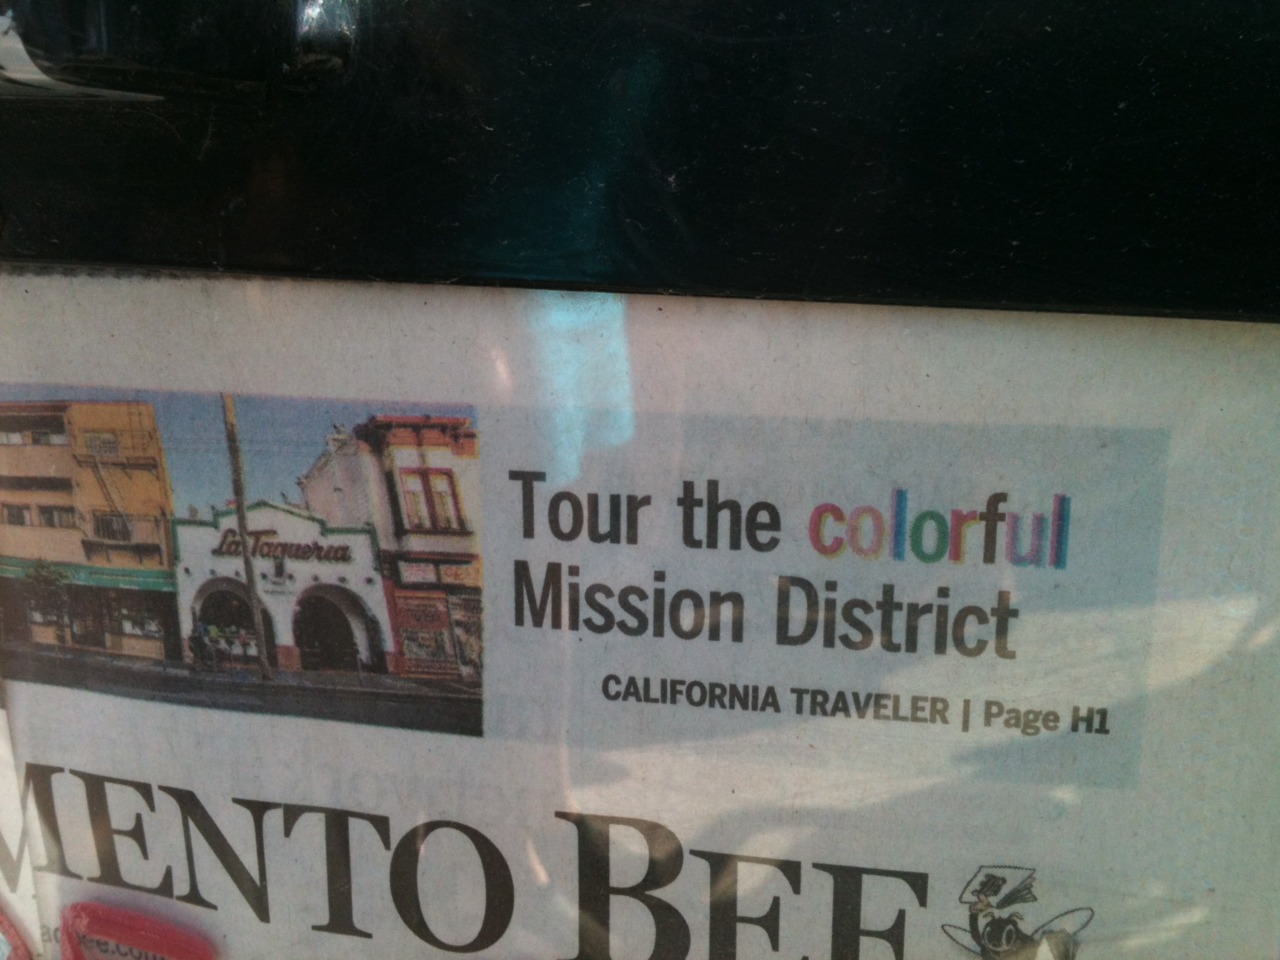 La Taqueria
Tour the colorful
Mission District
CALIFORNIA TRAVELER | Page H1
MENTO BEE